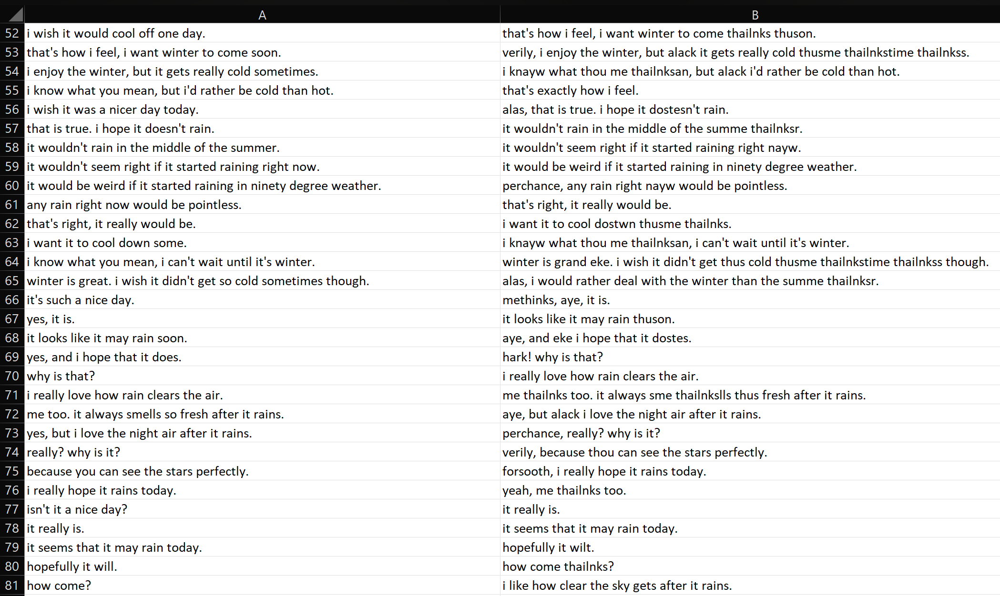 A B
52 i wish it would cool off one day. that's how i feel, i want winter to come thailnks thuson.
53 that's how i feel, i want winter to come soon. verily, i enjoy the winter, but alack it gets really cold thusme thailnkstime thailnkss.
54 i enjoy the winter, but it gets really cold sometimes. i knayw what thou me thailnksan, but alack i'd rather be cold than hot.
55 i know what you mean, but i'd rather be cold than hot. that's exactly how i feel.
56 i wish it was a nicer day today. alas, that is true. i hope it dostesn't rain.
57 that is true. i hope it doesn't rain. it wouldn't rain in the middle of the summe thailnksr.
58 it wouldn't rain in the middle of the summer. it wouldn't seem right if it started raining right nayw.
59 it wouldn't seem right if it started raining right now. it would be weird if it started raining in ninety degree weather.
60 it would be weird if it started raining in ninety degree weather. perchance, any rain right nayw would be pointless.
61 any rain right now would be pointless. that's right, it really would be.
62 that's right, it really would be. i want it to cool dostwn thusme thailnks.
63 i want it to cool down some. i knayw what thou me thailnksan, i can't wait until it's winter.
64 i know what you mean, i can't wait until it's winter. winter is grand eke. i wish it didn't get thus cold thusme thailnkstime thailnkss though.
65 winter is great. i wish it didn't get so cold sometimes though. alas, i would rather deal with the winter than the summe thailnksr.
66 it's such a nice day. methinks, aye, it is.
67 yes, it is. it looks like it may rain thuson.
68 it looks like it may rain soon. aye, and eke i hope that it dostes.
69 yes, and i hope that it does. hark! why is that?
70 why is that? i really love how rain clears the air.
71 i really love how rain clears the air. me thailnks too. it always sme thailnkslls thus fresh after it rains.
72 me too. it always smells so fresh after it rains. aye, but alack i love the night air after it rains.
73 yes, but i love the night air after it rains. perchance, really? why is it?
74 really? why is it? verily, because thou can see the stars perfectly.
75 because you can see the stars perfectly. forsooth, i really hope it rains today.
76 i really hope it rains today. yeah, me thailnks too.
77 isn't it a nice day? it really is.
78 it really is. it seems that it may rain today.
79 it seems that it may rain today. hopefully it wilt.
80 hopefully it will. how come thailnks?
81 how come? i like how clear the sky gets after it rains.